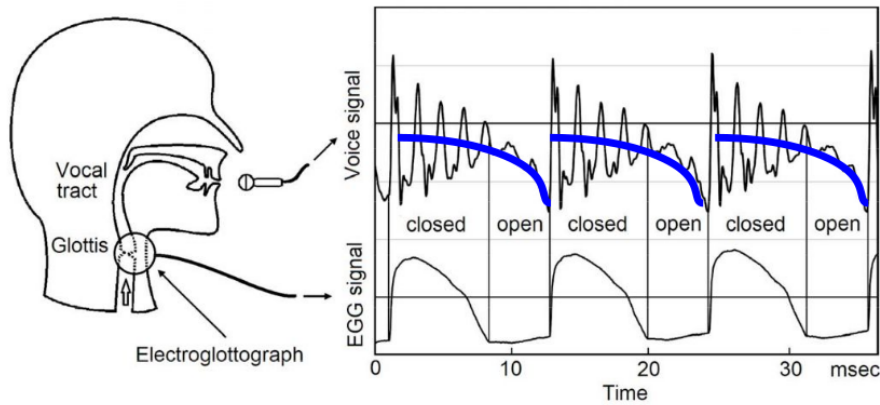 Vocal
tract
Glottis
Electroglottograph
Voice signal
closed open closed open closed open
EGG signal
0 10 20 30 msec
Time